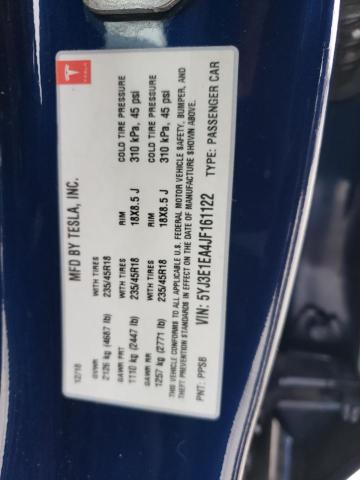 TESLA
MFD BY TESLA, INC.
12/18
GVWR
2126 kg (4687 lb)
GAWR FRT WITH TIRES RIM COLD TIRE PRESSURE
1110 kg (2447 lb) 235/45R18 18X8.5 J 310 kPa, 45 psi
GAWR RR WITH TIRES RIM COLD TIRE PRESSURE
1257 kg (2771 lb) 235/45R18 18X8.5 J 310 kPa, 45 psi
THIS VEHICLE CONFORMS TO ALL APPLICABLE U.S. FEDERAL MOTOR VEHICLE SAFETY, BUMPER, AND
THEFT PREVENTION STANDARDS IN EFFECT ON THE DATE OF MANUFACTURE SHOWN ABOVE.
VIN: 5YJ3E1EA4JF161122
PNT: PPSB TYPE: PASSENGER CAR